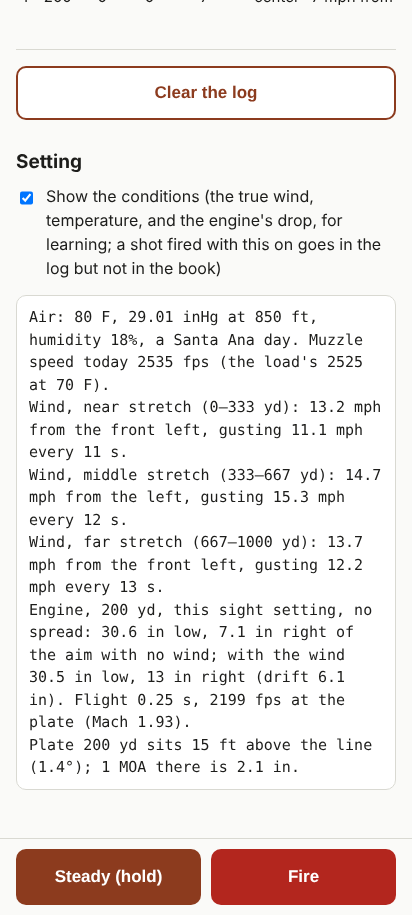 Clear the log
Setting
Show the conditions (the true wind,
temperature, and the engine's drop, for
learning; a shot fired with this on goes in the
log but not in the book)
Air: 80 F, 29.01 inHg at 850 ft,
humidity 18%, a Santa Ana day. Muzzle
speed today 2535 fps (the load's 2525
at 70 F).
Wind, near stretch (0–333 yd): 13.2 mph
from the front left, gusting 11.1 mph
every 11 s.
Wind, middle stretch (333–667 yd): 14.7
mph from the left, gusting 15.3 mph
every 12 s.
Wind, far stretch (667–1000 yd): 13.7
mph from the front left, gusting 12.2
mph every 13 s.
Engine, 200 yd, this sight setting, no
spread: 30.6 in low, 7.1 in right of
the aim with no wind; with the wind
30.5 in low, 13 in right (drift 6.1
in). Flight 0.25 s, 2199 fps at the
plate (Mach 1.93).
Plate 200 yd sits 15 ft above the line
(1.4°); 1 MOA there is 2.1 in.
Steady (hold)
Fire